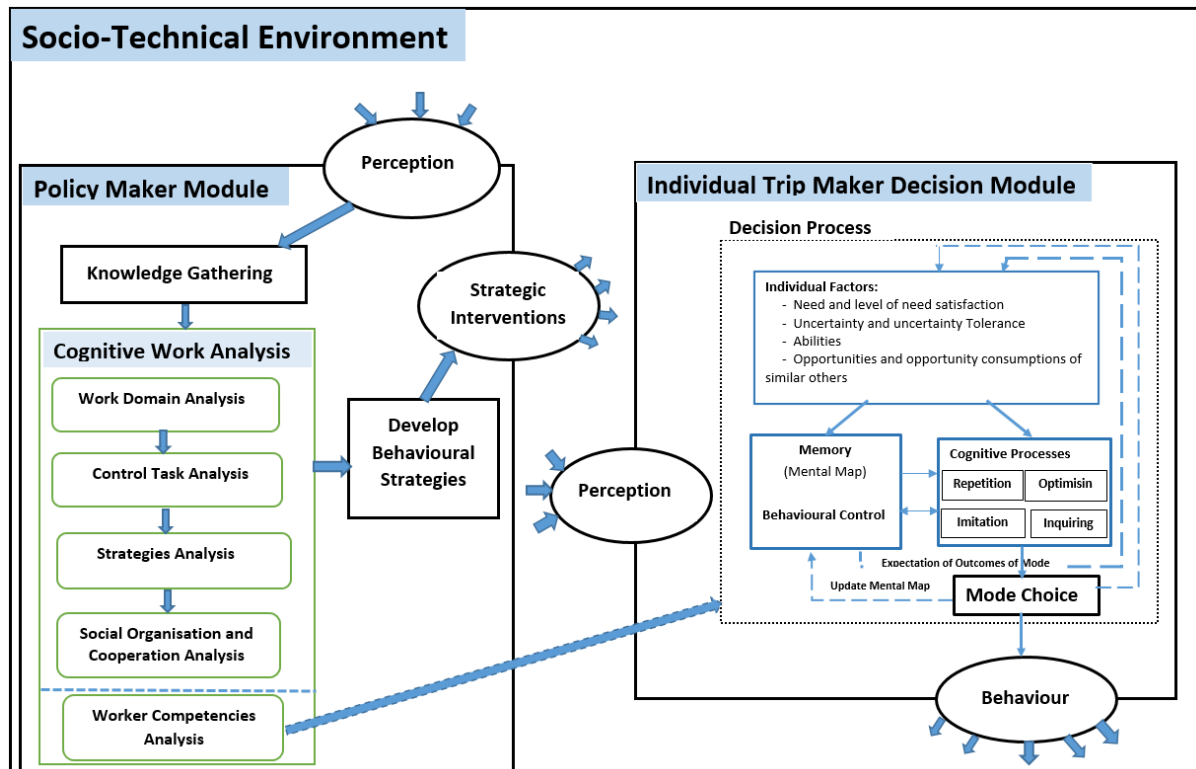 Socio-Technical Environment
Perception
Policy Maker Module
Knowledge Gathering
Cognitive Work Analysis
Work Domain Analysis
Control Task Analysis
Strategies Analysis
Social Organisation and
Cooperation Analysis
Worker Competencies
Analysis
Develop
Behavioural
Strategies
Strategic
Interventions
Perception
Individual Trip Maker Decision Module
Decision Process
Individual Factors:
- Need and level of need satisfaction
- Uncertainty and uncertainty Tolerance
- Abilities
- Opportunities and opportunity consumptions of
similar others
Memory
(Mental Map)
Behavioural Control
Cognitive Processes
Repetition
Optimisin
Imitation
Inquiring
Expectation of Outcomes of Mode
Update Mental Map
Mode Choice
Behaviour